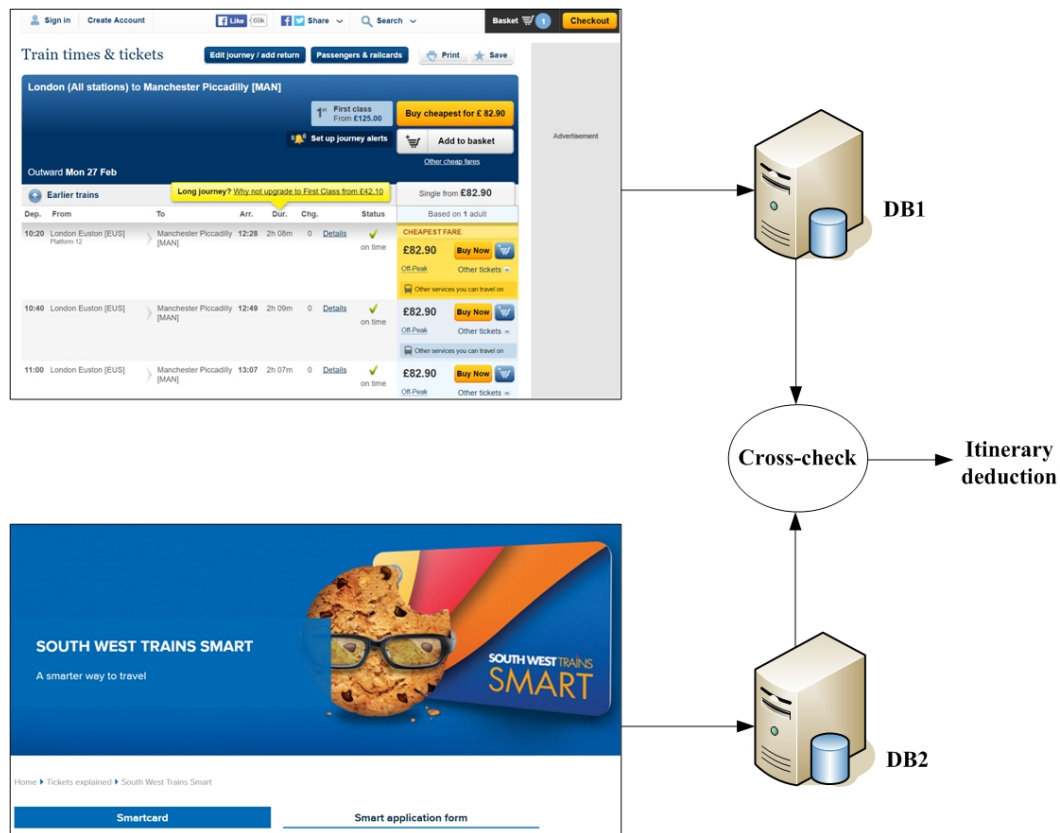 Sign in Create Account Like 69k Share Search Basket 1 Checkout
Train times & tickets Edit journey / add return Passengers & railcards Print Save
London (All stations) to Manchester Piccadilly [MAN]
1st First class From £125.00 Buy cheapest for £ 82.90
Set up journey alerts Add to basket
Other cheap fares
Advertisement
Outward Mon 27 Feb
Earlier trains Long journey? Why not upgrade to First Class from £42.10 Single from £82.90
Dep. From To Arr. Dur. Chg. Status Based on 1 adult
10:20 London Euston [EUS] Manchester Piccadilly 12:28 2h 08m 0 Details CHEAPEST FARE
Platform 12 [MAN] on time £82.90 Buy Now
Off-Peak Other tickets
Other services you can travel on
10:40 London Euston [EUS] Manchester Piccadilly 12:49 2h 09m 0 Details £82.90 Buy Now
[MAN] on time
Off-Peak Other tickets
Other services you can travel on
11:00 London Euston [EUS] Manchester Piccadilly 13:07 2h 07m 0 Details £82.90 Buy Now
[MAN] on time
Off-Peak Other tickets
DB1
Cross-check
Itinerary
deduction
SOUTH WEST TRAINS SMART
A smarter way to travel
SOUTH WEST TRAINS
SMART
DB2
Home Tickets explained South West Trains Smart
Smartcard Smart application form